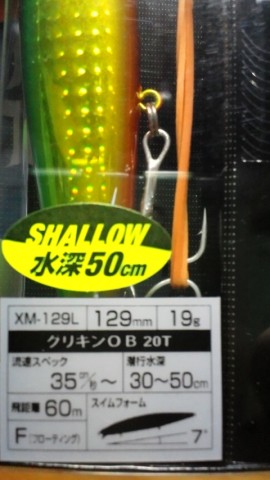 SHALLOW
水深50cm
XM-129L 129mm 19g
クリキンOB 20T
流速スペック 潜行水深
35cm/秒〜 30〜50cm
飛距離 60m スイムフォーム
F(フローティング) 7°